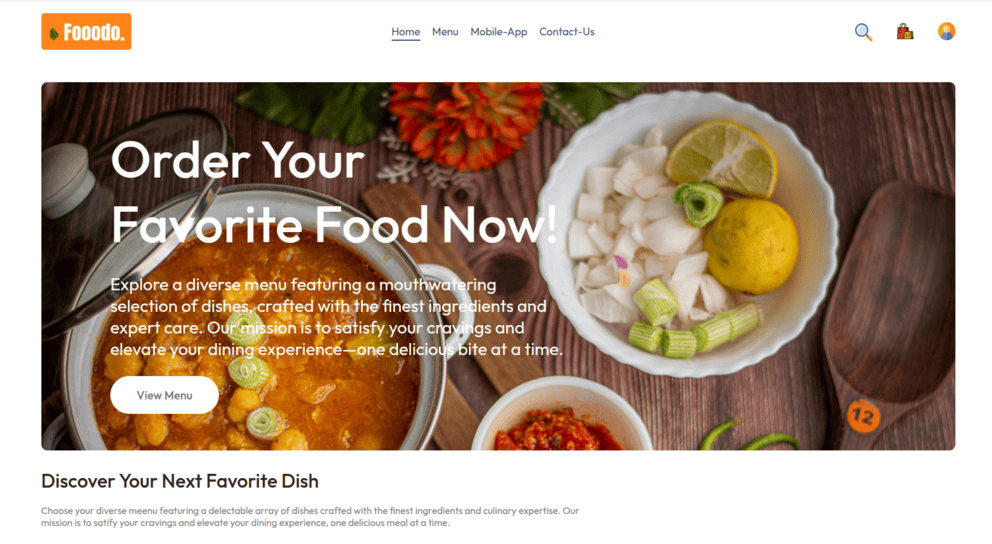 Fooodo.
Home Menu Mobile-App Contact-Us
Order Your
Favorite Food Now!
Explore a diverse menu featuring a mouthwatering
selection of dishes, crafted with the finest ingredients and
expert care. Our mission is to satisfy your cravings and
elevate your dining experience—one delicious bite at a time.
View Menu
12
Discover Your Next Favorite Dish
Choose your diverse meenu featuring a delectable array of dishes crafted with the finest ingredients and culinary expertise. Our
mission is to satify your cravings and elevate your dining experience, one delicious meal at a time.